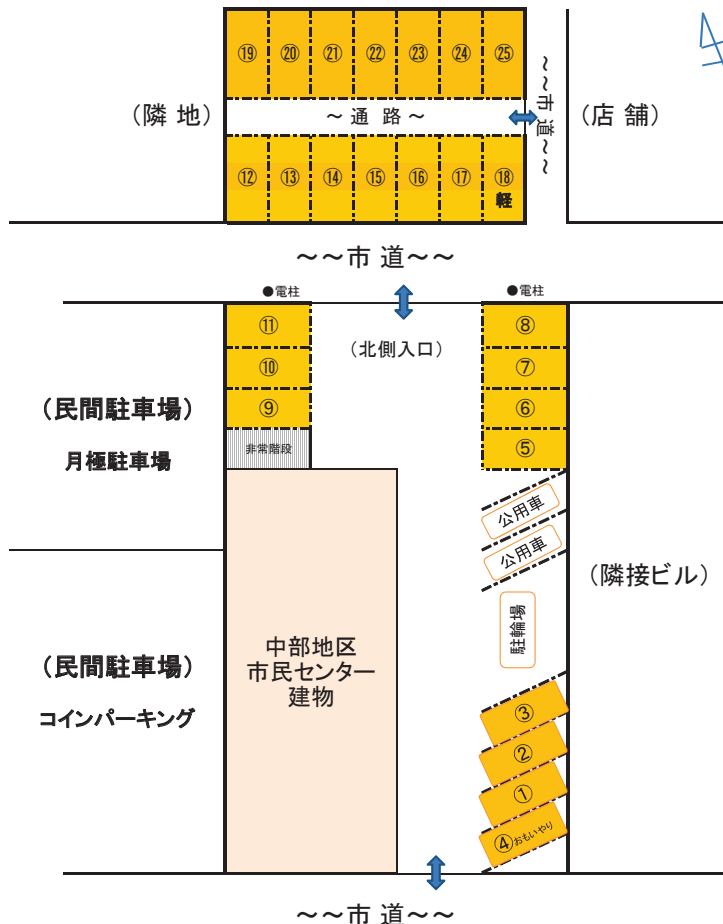 ⑲ ⑳ ㉑ ㉒ ㉓ ㉔ ㉕
(隣 地)
～ 通 路 ～
～～市 道～～
(店 舗)
⑫ ⑬ ⑭ ⑮ ⑯ ⑰ ⑱
軽
～～市 道～～
●電柱
●電柱
⑪
⑧
(北側入口)
⑩
⑦
(民間駐車場)
月極駐車場
⑨
⑥
非常階段
⑤
公用車
公用車
(隣接ビル)
駐輪場
中部地区
市民センター
建物
(民間駐車場)
コインパーキング
③
②
①
④おもいやり
～～市 道～～